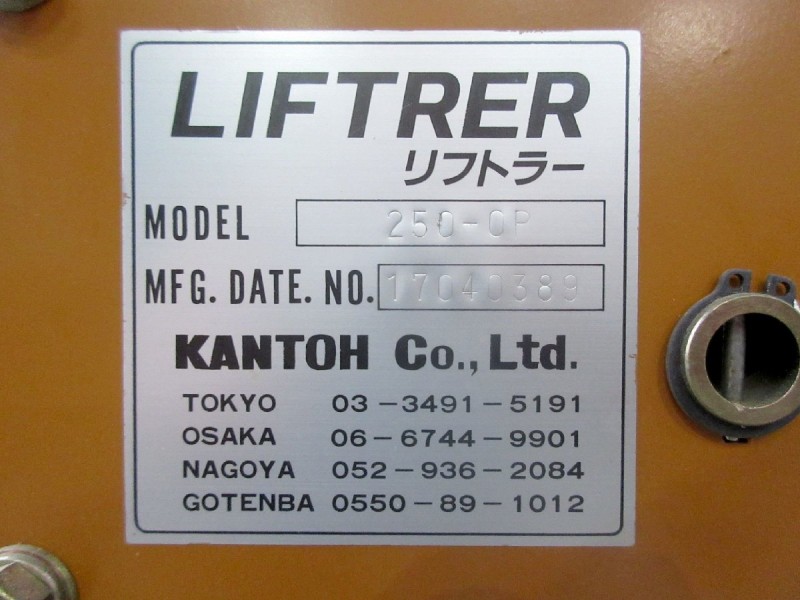 LIFTRER
リフトラー
MODEL 250-OP
MFG. DATE. NO. 17040389
KANTOH Co., Ltd.
TOKYO 03-3491-5191
OSAKA 06-6744-9901
NAGOYA 052-936-2084
GOTENBA 0550-89-1012